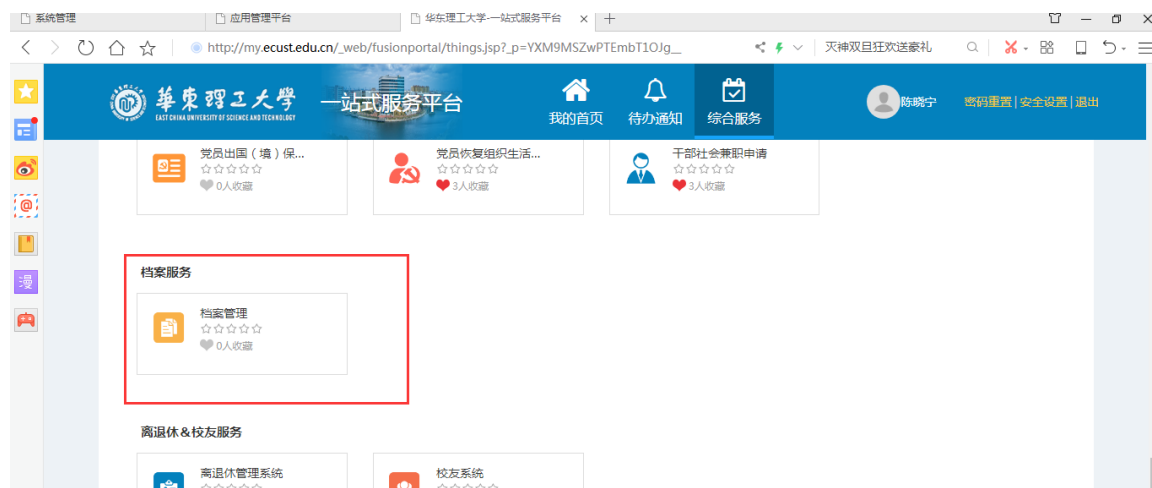 系统管理
应用管理平台
华东理工大学-一站式服务平台
http://my.ecust.edu.cn/_web/fusionportal/things.jsp?_p=YXM9MSZwPTEmbT1OJg__
灭神双旦狂欢送豪礼
華東理工大學
EAST CHINA UNIVERSITY OF SCIENCE AND TECHNOLOGY
一站式服务平台
我的首页
待办通知
综合服务
陈晓宁
密码重置|安全设置|退出
党员出国（境）保...
0人收藏
党员恢复组织生活...
3人收藏
干部社会兼职申请
3人收藏
漫
档案服务
档案管理
0人收藏
离退休&校友服务
离退休管理系统
校友系统